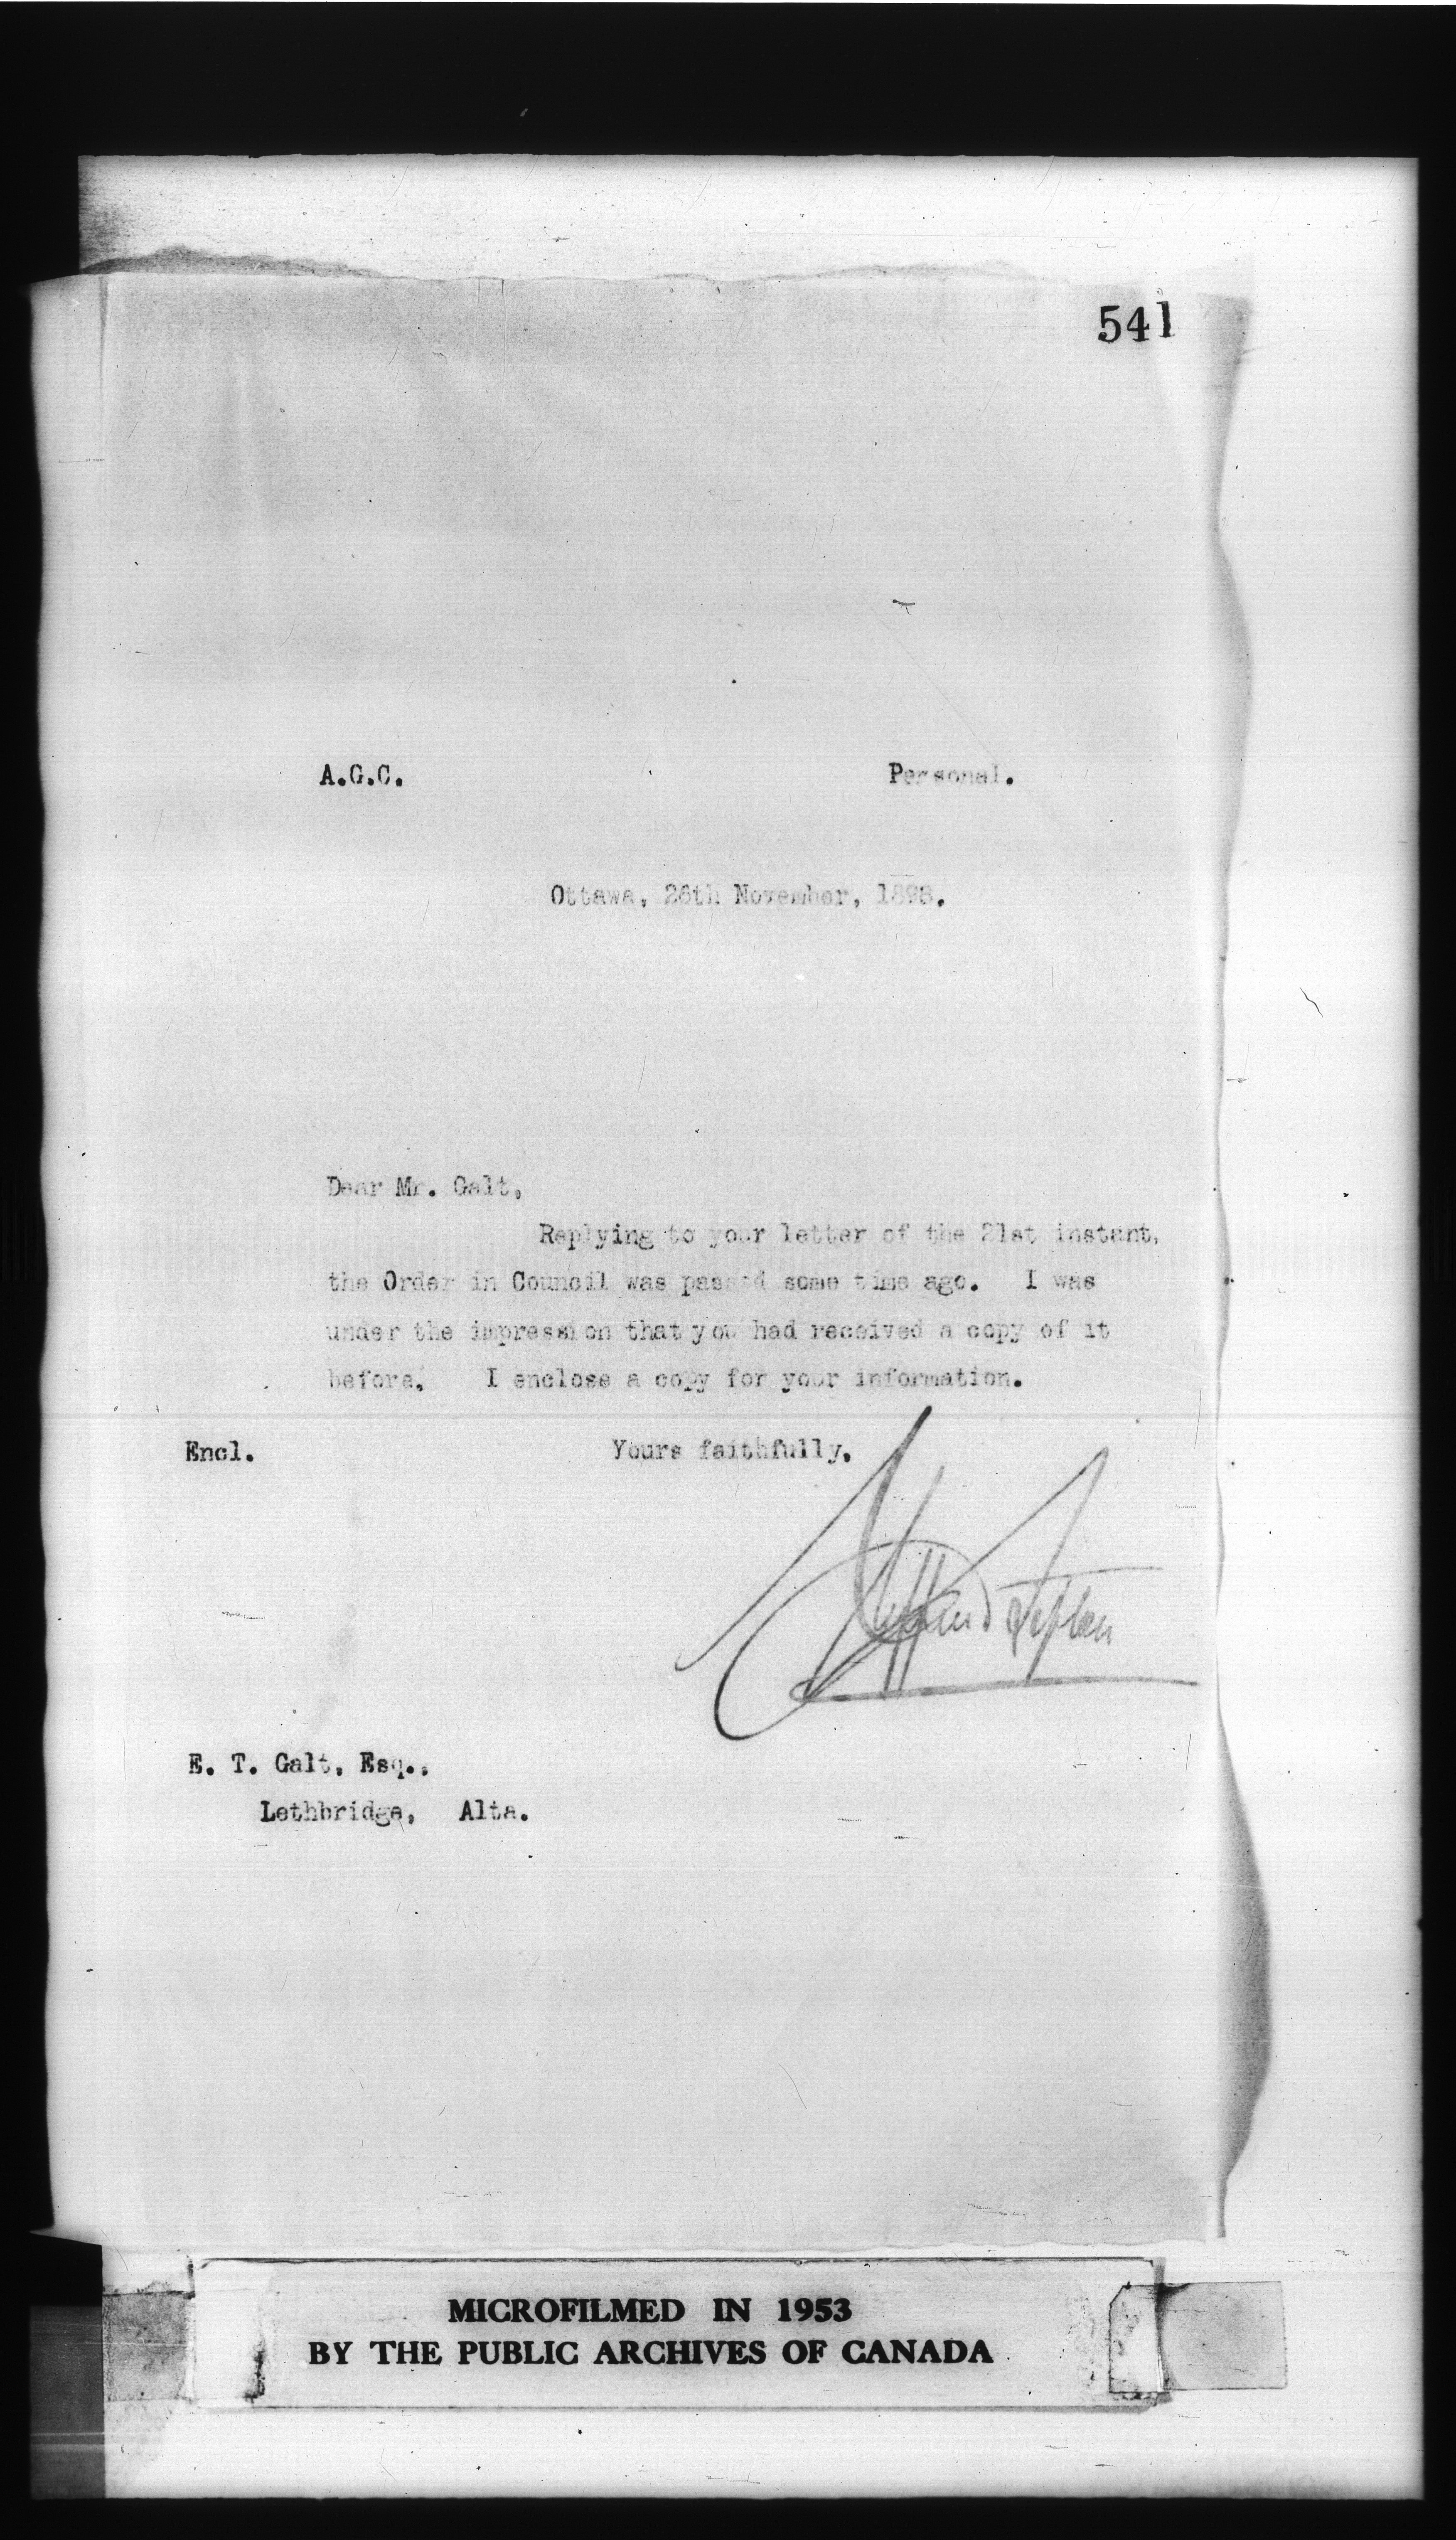 541
A.G.C. Personal.
Ottawa, 26th November, 1898.
Dear Mr. Galt,
Replying to your letter of the 21st instant,
the Order in Council was passed some time ago. I was
under the impression that you had received a copy of it
before. I enclose a copy for your information.
Encl. Yours faithfully,
E. T. Galt, Esq.,
Lethbridge, Alta.
MICROFILMED IN 1953
BY THE PUBLIC ARCHIVES OF CANADA